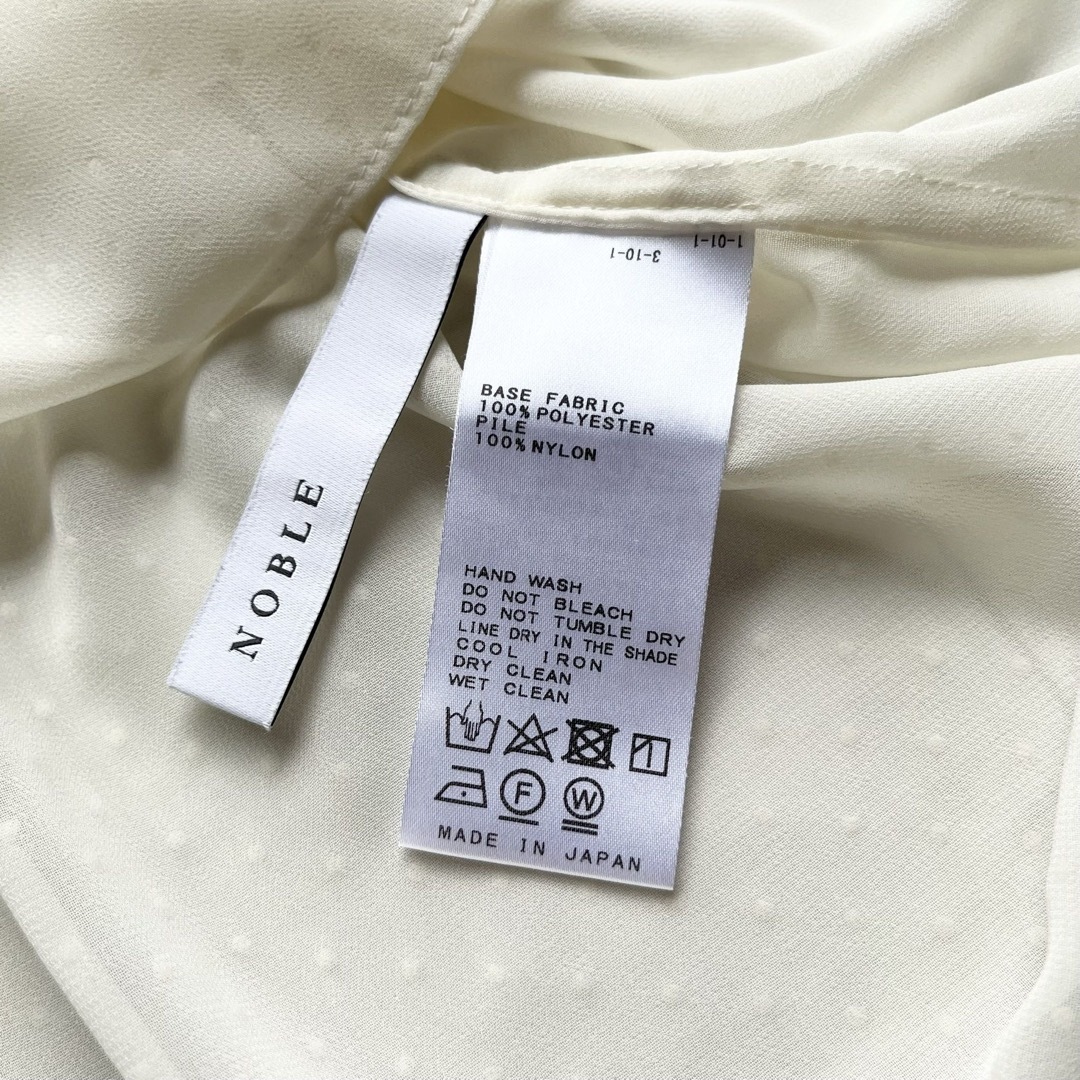 NOBLE
1-01-1
3-10-1
BASE FABRIC
100% POLYESTER
PILE
100% NYLON
HAND WASH
DO NOT BLEACH
DO NOT TUMBLE DRY
LINE DRY IN THE SHADE
COOL IRON
DRY CLEAN
WET CLEAN
F
W
MADE IN JAPAN